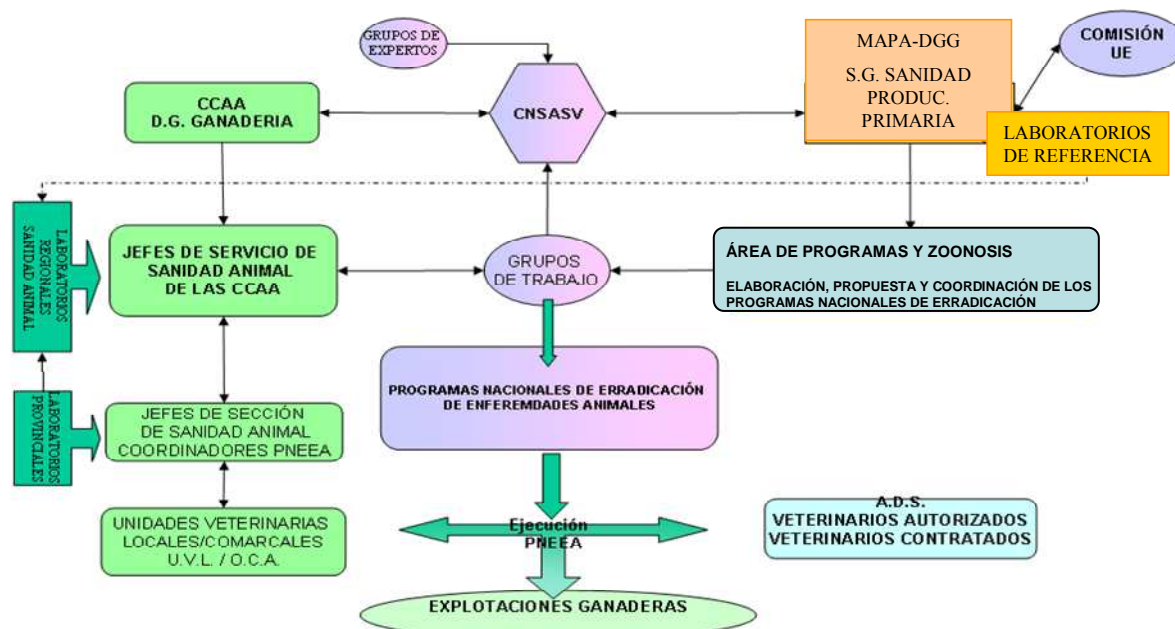 GRUPOS DE
EXPERTOS
MAPA-DGG
S.G. SANIDAD
PRODUC.
PRIMARIA
COMISIÓN
UE
CCAA
D.G. GANADERIA
CNSASV
LABORATORIOS
DE REFERENCIA
LABORATORIOS
REGIONALES
SANIDAD ANIMAL
JEFES DE SERVICIO DE
SANIDAD ANIMAL
DE LAS CCAA
GRUPOS
DE TRABAJO
ÁREA DE PROGRAMAS Y ZOONOSIS
ELABORACIÓN, PROPUESTA Y COORDINACIÓN DE LOS
PROGRAMAS NACIONALES DE ERRADICACIÓN
PROGRAMAS NACIONALES DE ERRADICACIÓN
DE ENFEREMDADES ANIMALES
LABORATORIOS
PROVINCIALES
JEFES DE SECCIÓN
DE SANIDAD ANIMAL
COORDINADORES PNEEA
UNIDADES VETERINARIAS
LOCALES/COMARCALES
U.V.L. / O.C.A.
Ejecución
PNEEA
A.D.S.
VETERINARIOS AUTORIZADOS
VETERINARIOS CONTRATADOS
EXPLOTACIONES GANADERAS